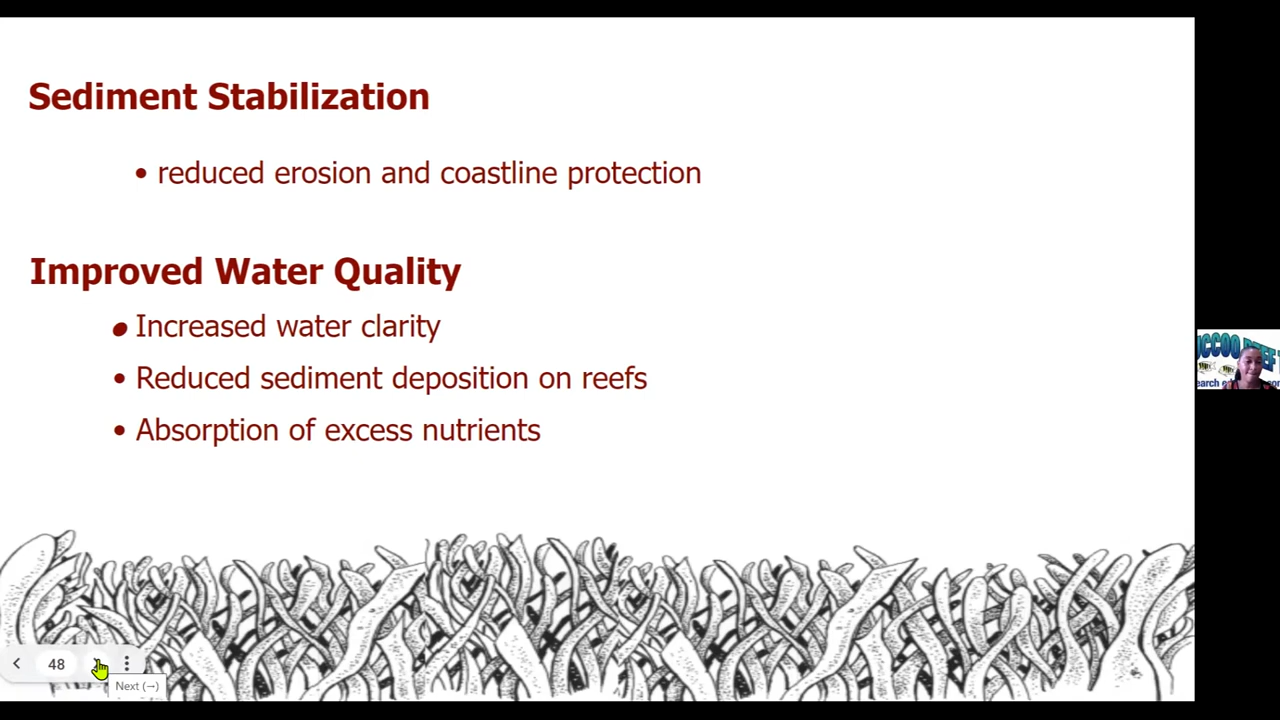 Sediment Stabilization
• reduced erosion and coastline protection
Improved Water Quality
• Increased water clarity
• Reduced sediment deposition on reefs
• Absorption of excess nutrients
48
Next (→)